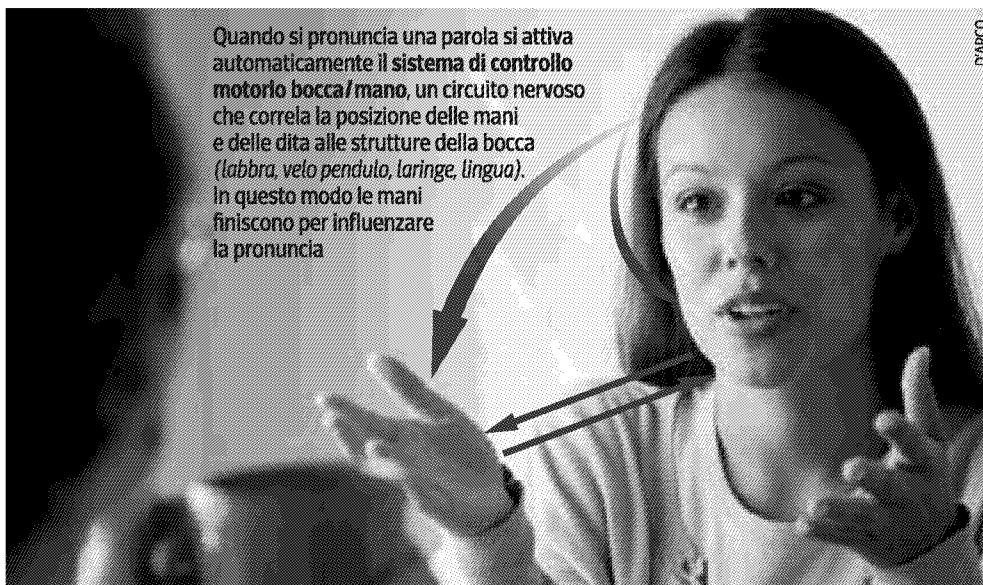 Quando si pronuncia una parola si attiva
automaticamente il sistema di controllo
motorio bocca/mano, un circuito nervoso
che correla la posizione delle mani
e delle dita alle strutture della bocca
(labbra, velo pendulo, laringe, lingua).
In questo modo le mani
finiscono per influenzare
la pronuncia
D'ARCO